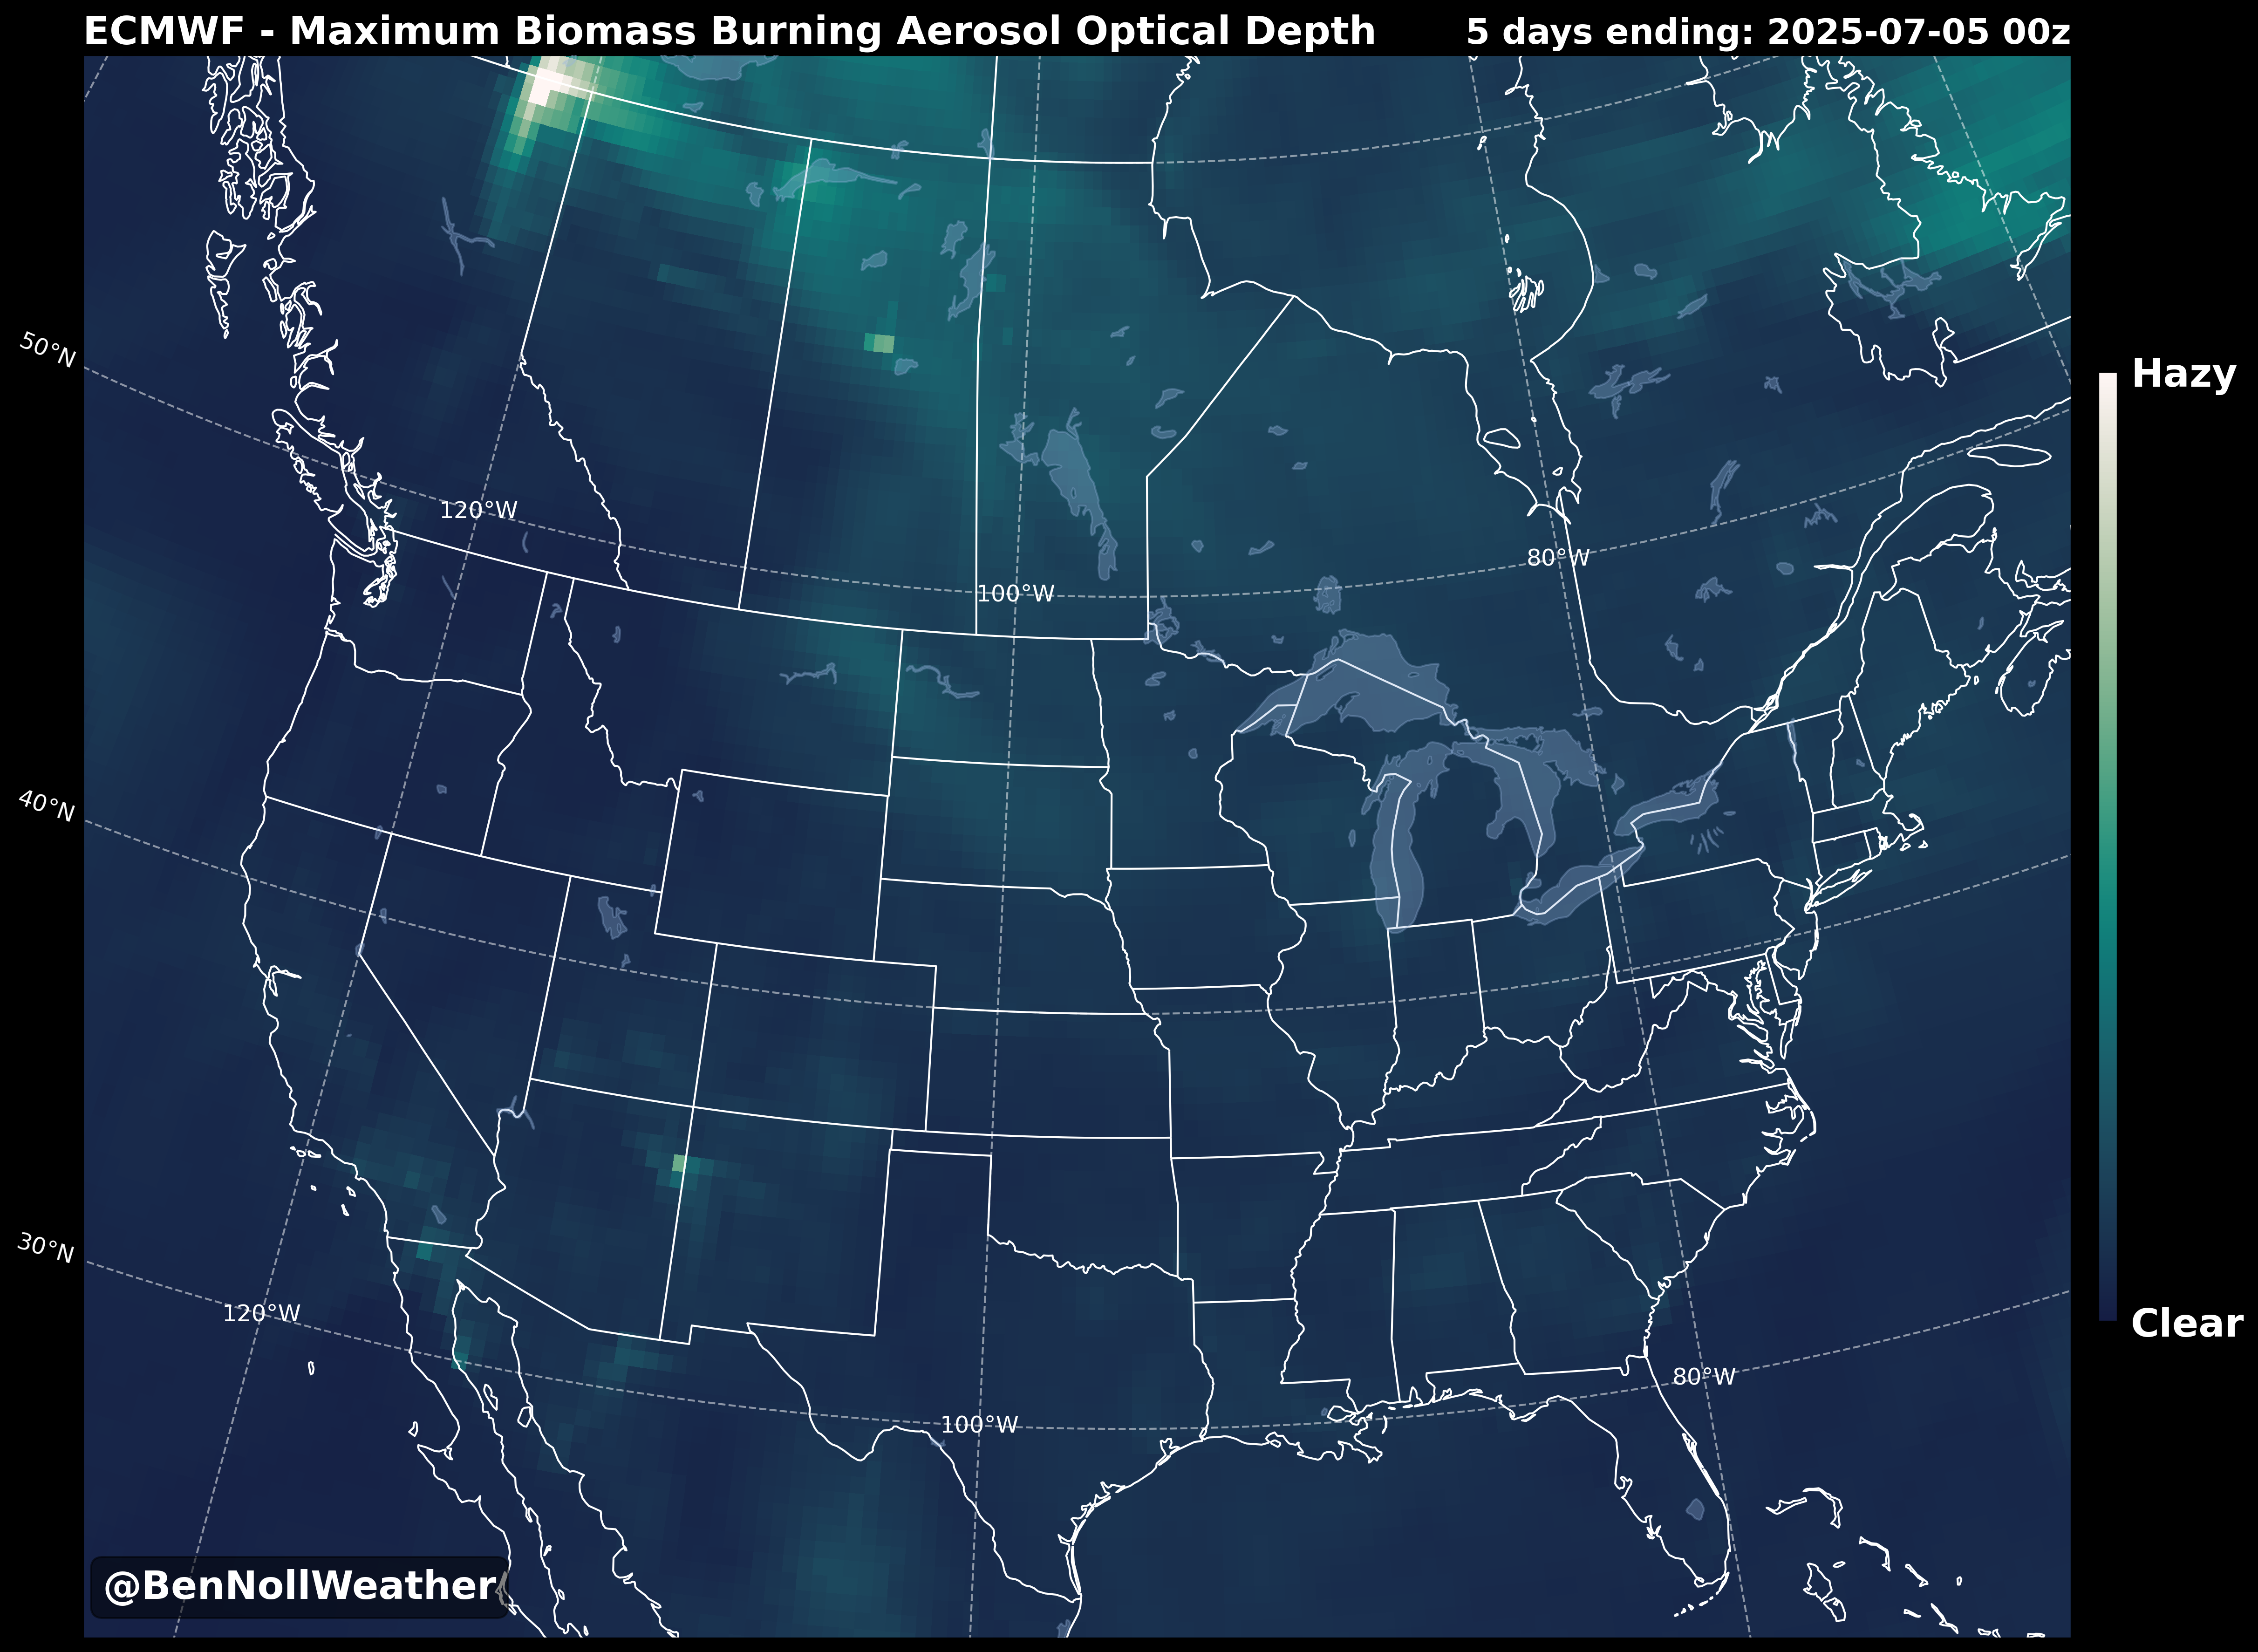 ECMWF - Maximum Biomass Burning Aerosol Optical Depth
5 days ending: 2025-07-05 00z
50°N
Hazy
120°W
80°W
100°W
40°N
30°N
120°W
Clear
80°W
100°W
@BenNollWeather